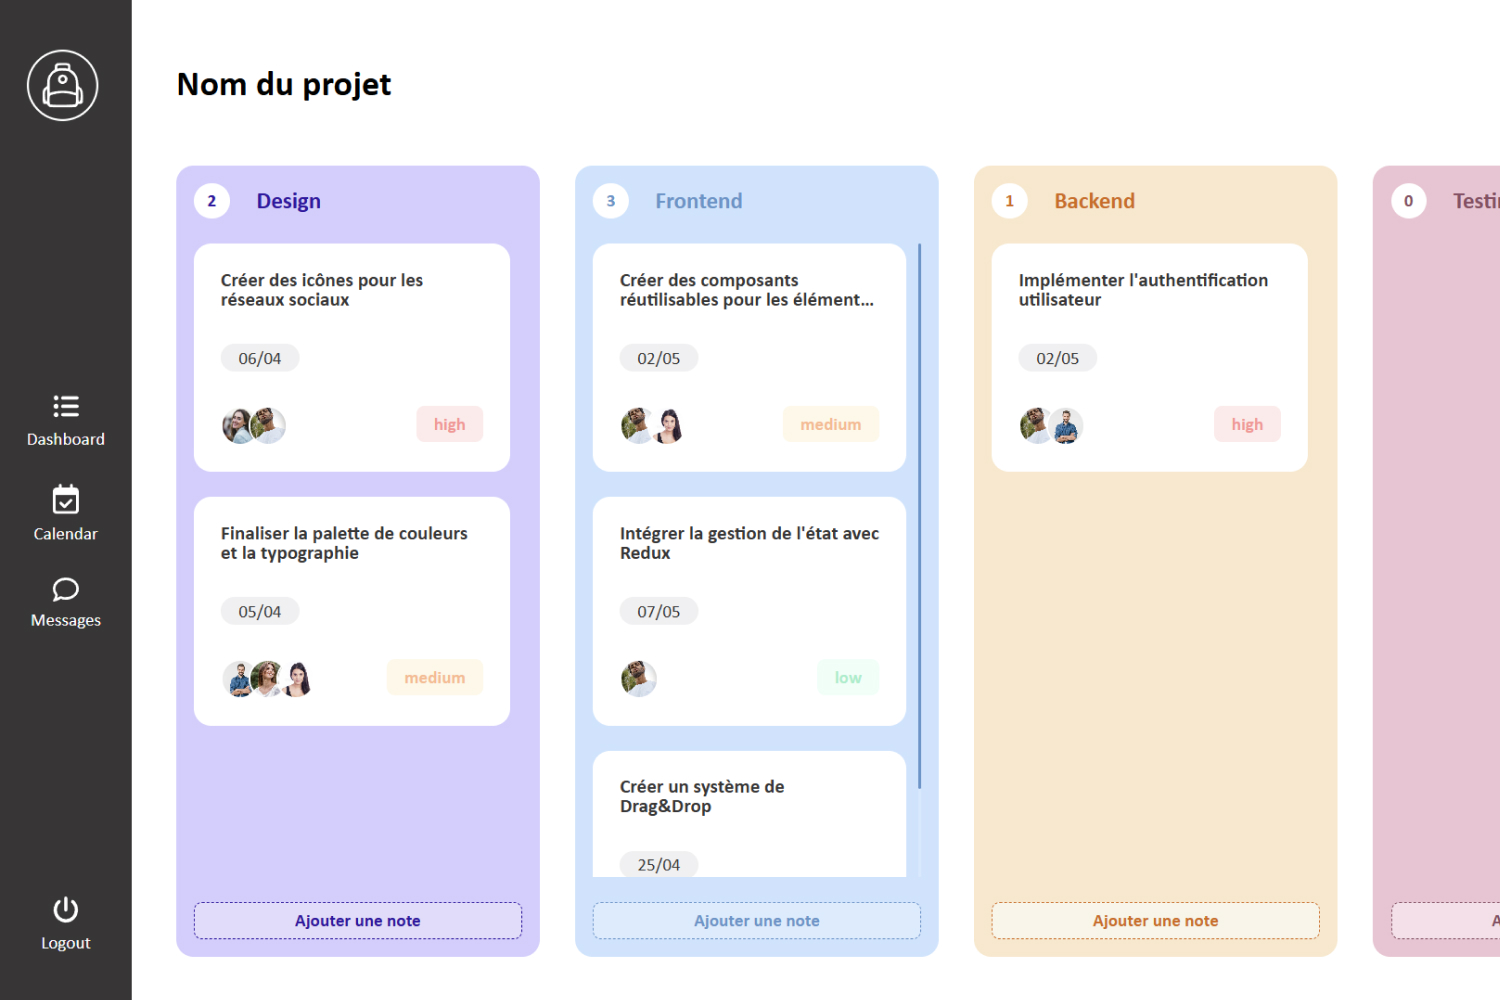 Nom du projet
Dashboard
Calendar
Messages
Logout
2 Design
Créer des icônes pour les
réseaux sociaux
06/04
high
Finaliser la palette de couleurs
et la typographie
05/04
medium
Ajouter une note
3 Frontend
Créer des composants
réutilisables pour les élément...
02/05
medium
Intégrer la gestion de l'état avec
Redux
07/05
low
Créer un système de
Drag&Drop
25/04
Ajouter une note
1 Backend
Implémenter l'authentification
utilisateur
02/05
high
Ajouter une note
0